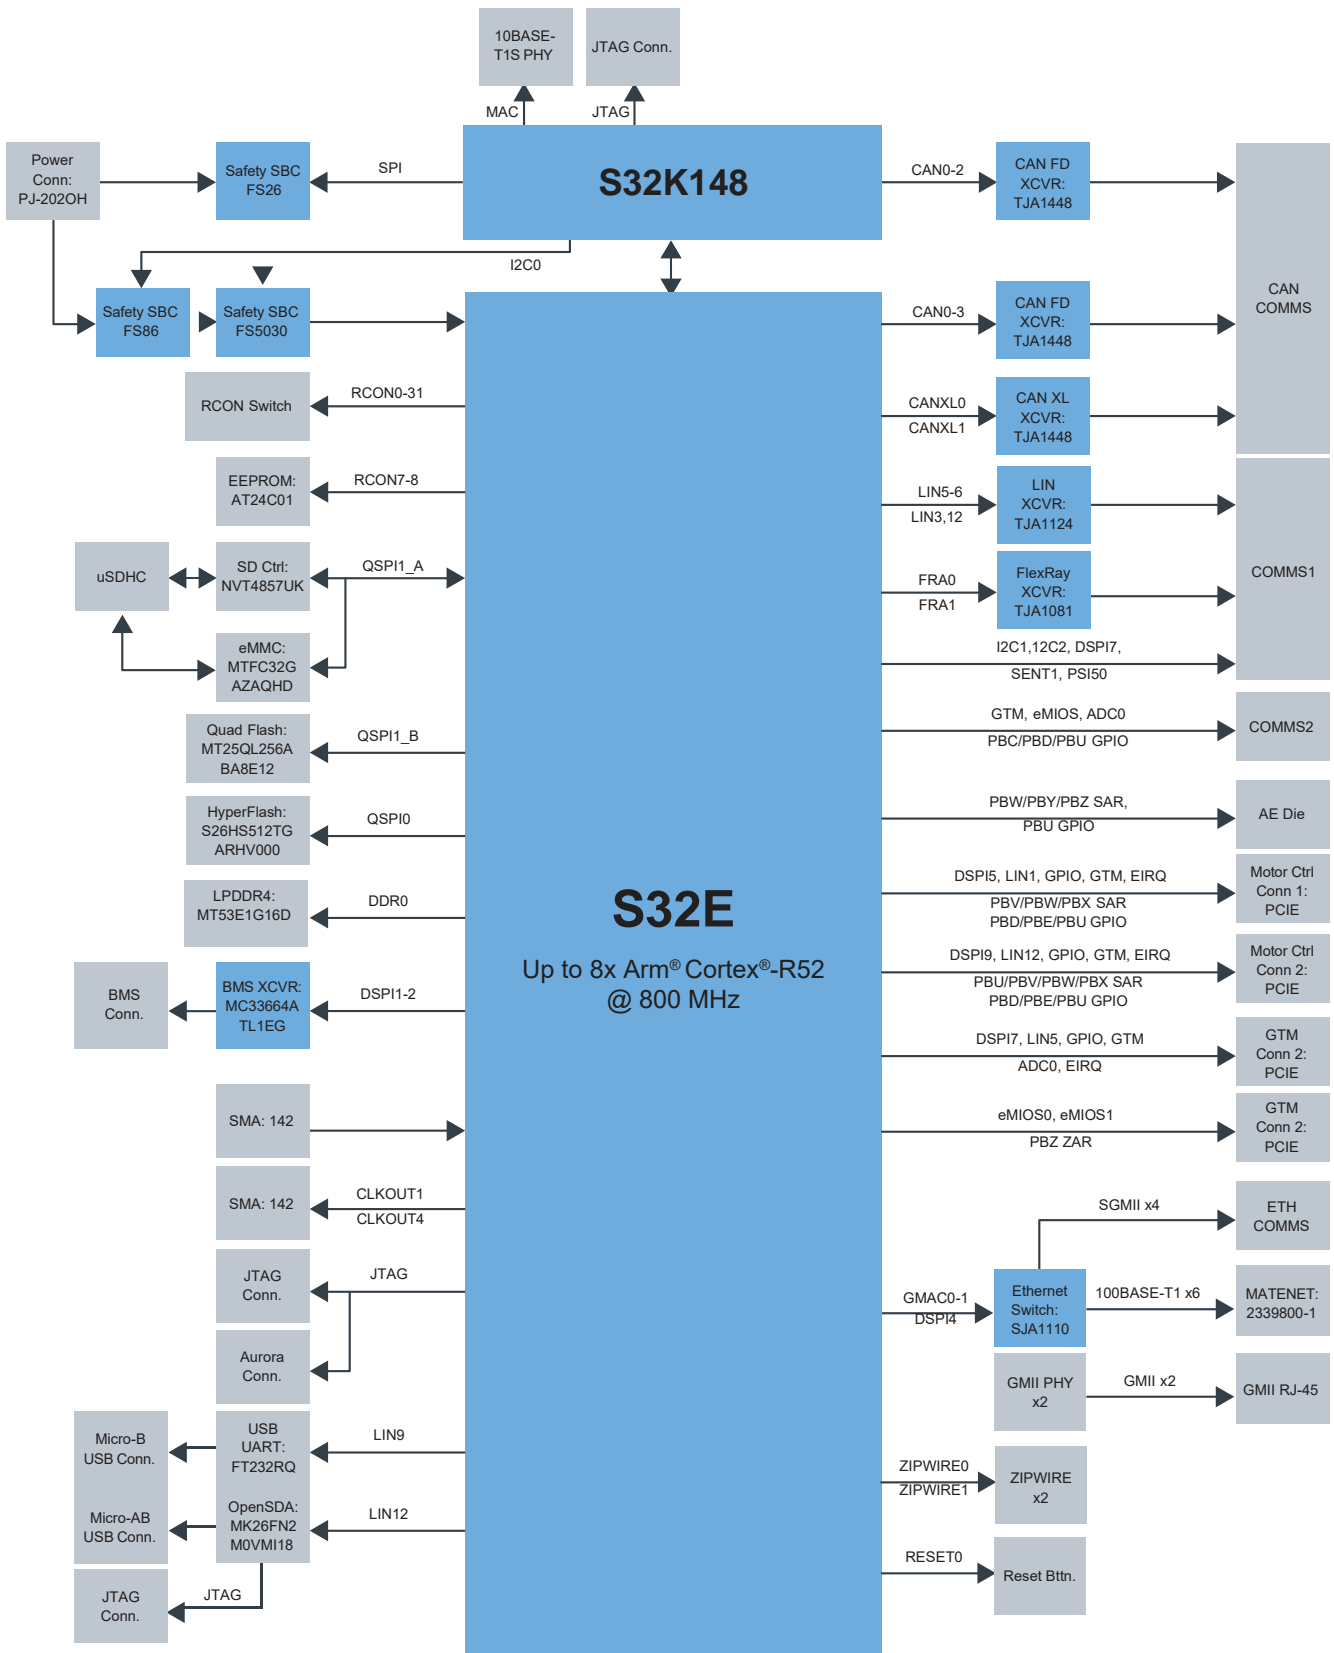 10BASE-
T1S PHY
JTAG Conn.
MAC
JTAG
Power
Conn:
PJ-202OH
Safety SBC
FS26
SPI
S32K148
CAN0-2
CAN FD
XCVR:
TJA1448
I2C0
CAN
COMMS
Safety SBC
FS86
Safety SBC
FS5030
CAN0-3
CAN FD
XCVR:
TJA1448
RCON Switch
RCON0-31
CANXL0
CANXL1
CAN XL
XCVR:
TJA1448
EEPROM:
AT24C01
RCON7-8
LIN5-6
LIN3,12
LIN
XCVR:
TJA1124
uSDHC
SD Ctrl:
NVT4857UK
QSPI1_A
FRA0
FRA1
FlexRay
XCVR:
TJA1081
COMMS1
eMMC:
MTFC32G
AZAQHD
I2C1,12C2, DSPI7,
SENT1, PSI50
Quad Flash:
MT25QL256A
BA8E12
QSPI1_B
GTM, eMIOS, ADC0
PBC/PBD/PBU GPIO
COMMS2
HyperFlash:
S26HS512TG
ARHV000
QSPI0
PBW/PBY/PBZ SAR,
PBU GPIO
AE Die
LPDDR4:
MT53E1G16D
DDR0
S32E
Up to 8x Arm® Cortex®-R52
@ 800 MHz
DSPI5, LIN1, GPIO, GTM, EIRQ
PBV/PBW/PBX SAR
PBD/PBE/PBU GPIO
Motor Ctrl
Conn 1:
PCIE
BMS
Conn.
BMS XCVR:
MC33664A
TL1EG
DSPI1-2
DSPI9, LIN12, GPIO, GTM, EIRQ
PBU/PBV/PBW/PBX SAR
PBD/PBE/PBU GPIO
Motor Ctrl
Conn 2:
PCIE
DSPI7, LIN5, GPIO, GTM
ADC0, EIRQ
GTM
Conn 2:
PCIE
SMA: 142
eMIOS0, eMIOS1
PBZ ZAR
GTM
Conn 2:
PCIE
SMA: 142
CLKOUT1
CLKOUT4
SGMII x4
ETH
COMMS
JTAG
Conn.
JTAG
GMAC0-1
DSPI4
Ethernet
Switch:
SJA1110
100BASE-T1 x6
MATENET:
2339800-1
Aurora
Conn.
GMII PHY
x2
GMII x2
GMII RJ-45
Micro-B
USB Conn.
USB
UART:
FT232RQ
LIN9
ZIPWIRE0
ZIPWIRE1
ZIPWIRE
x2
Micro-AB
USB Conn.
OpenSDA:
MK26FN2
M0VMI18
LIN12
RESET0
Reset Bttn.
JTAG
Conn.
JTAG